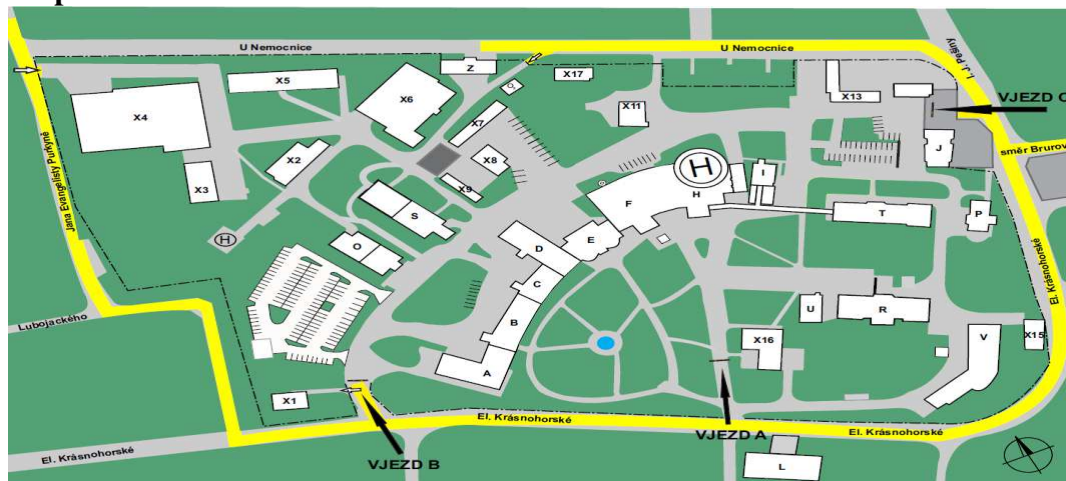 U Nemocnice
U Nemocnice
I. J. Pešiny
Z
X17
X5
X6
X11
X13
VJEZD C
X4
X7
J
směr Brurov
X2
X8
Jana Evangelisty Purkyně
X3
X9
I
H
H
F
S
T
P
H
D
E
O
C
El. Krásnohorské
U
R
Lubojackého
B
X16
V
X15
A
X1
El. Krásnohorské
VJEZD A
El. Krásnohorské
El. Krásnohorské
VJEZD B
L